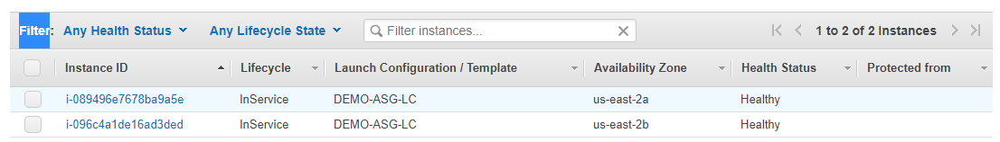 Filter: Any Health Status Any Lifecycle State Filter instances... 1 to 2 of 2 Instances
Instance ID Lifecycle Launch Configuration / Template Availability Zone Health Status Protected from
i-089496e7678ba9a5e InService DEMO-ASG-LC us-east-2a Healthy
i-096c4a1de16ad3ded InService DEMO-ASG-LC us-east-2b Healthy